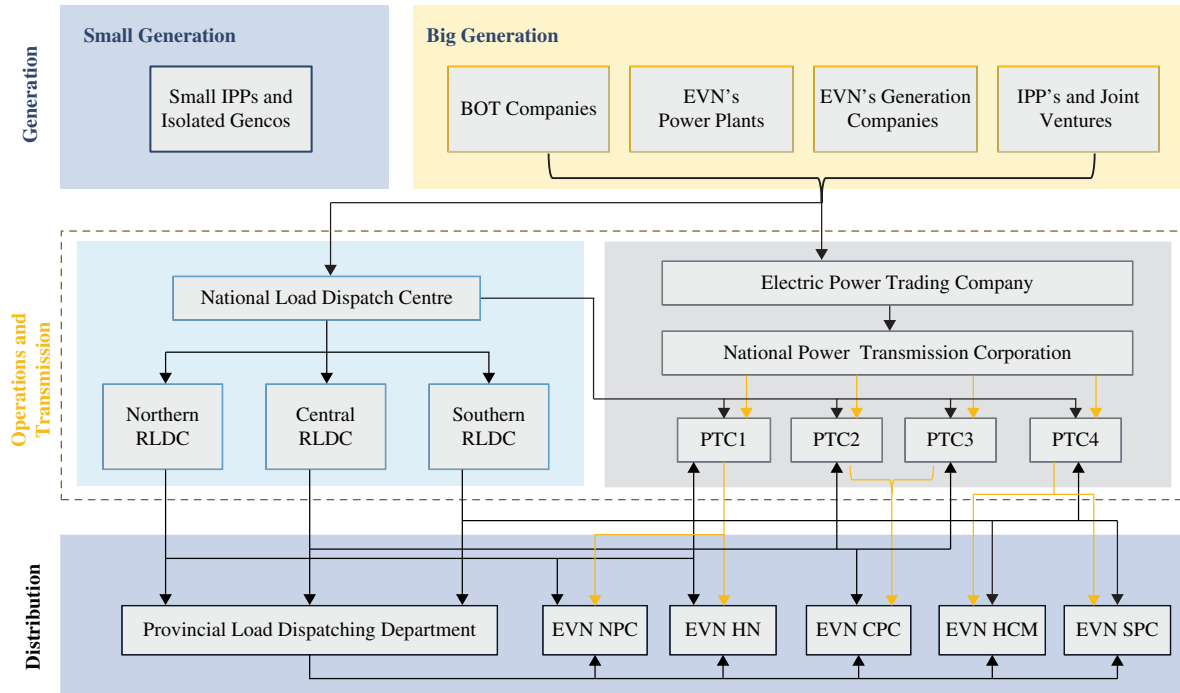 Generation
Small Generation
Small IPPs and
Isolated Gencos
Big Generation
BOT Companies
EVN's
Power Plants
EVN's Generation
Companies
IPP's and Joint
Ventures
Operations and
Transmission
National Load Dispatch Centre
Northern
RLDC
Central
RLDC
Southern
RLDC
Electric Power Trading Company
National Power Transmission Corporation
PTC1
PTC2
PTC3
PTC4
Distribution
Provincial Load Dispatching Department
EVN NPC
EVN HN
EVN CPC
EVN HCM
EVN SPC